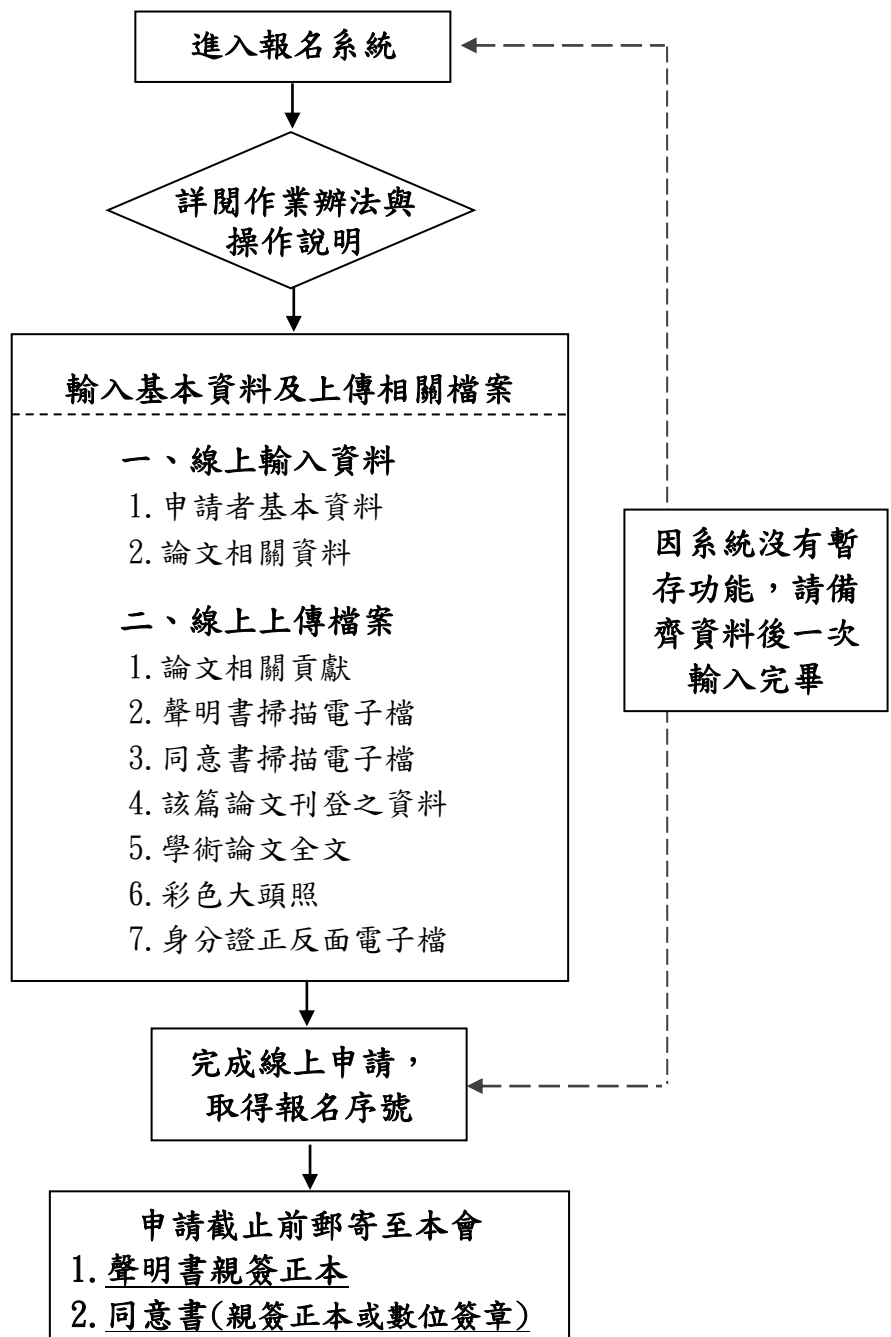 進入報名系統
詳閱作業辦法與
操作說明
輸入基本資料及上傳相關檔案
一、線上輸入資料
1.申請者基本資料
2.論文相關資料
二、線上上傳檔案
1.論文相關貢獻
2.聲明書掃描電子檔
3.同意書掃描電子檔
4.該篇論文刊登之資料
5.學術論文全文
6.彩色大頭照
7.身分證正反面電子檔
因系統沒有暫
存功能，請備
齊資料後一次
輸入完畢
完成線上申請，
取得報名序號
申請截止前郵寄至本會
1.聲明書親簽正本
2.同意書(親簽正本或數位簽章)